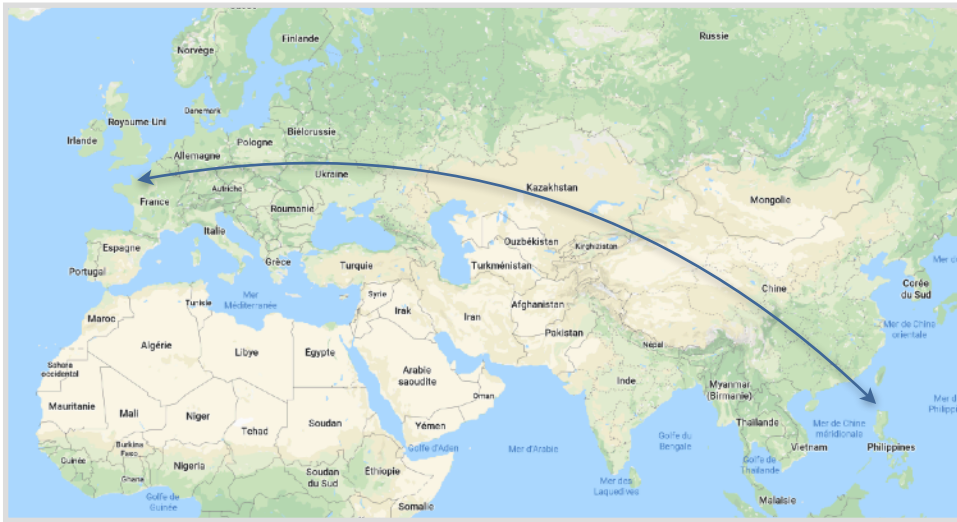 Finlande
Russie
Norvège
Danemark
Royaume Uni
Irlande
Biélorussie
Pologne
Allemagne
Ukraine
Autriche
France
Kazakhstan
Mongolie
Roumanie
Italie
Espagne
Ouzbékistan
Kirghizistan
Grèce
Portugal
Turquie
Turkménistan
Chine
Corée
du Sud
Mer
Méditerranée
Tunisie
Syrie
Irak
Iran
Afghanistan
Maroc
Mer de Chine
orientale
Pakistan
Algérie
Libye
Égypte
Népal
Sahara
occidental
Arabie
saoudite
Inde
Myanmar
(Birmanie)
Oman
Mauritanie
Mali
Niger
Tchad
Soudan
Yémen
Thaïlande
Mer de Chine
méridionale
Golfe d'Aden
Mer d'Arabie
Golfe du
Bengale
Vietnam
Philippines
Burkina
Faso
Guinée
Nigeria
Ghana
Soudan
du Sud
Éthiopie
Golfe de
Thaïlande
Mer des
Laquedives
Golfe de
Guinée
Somalie
Malaisie